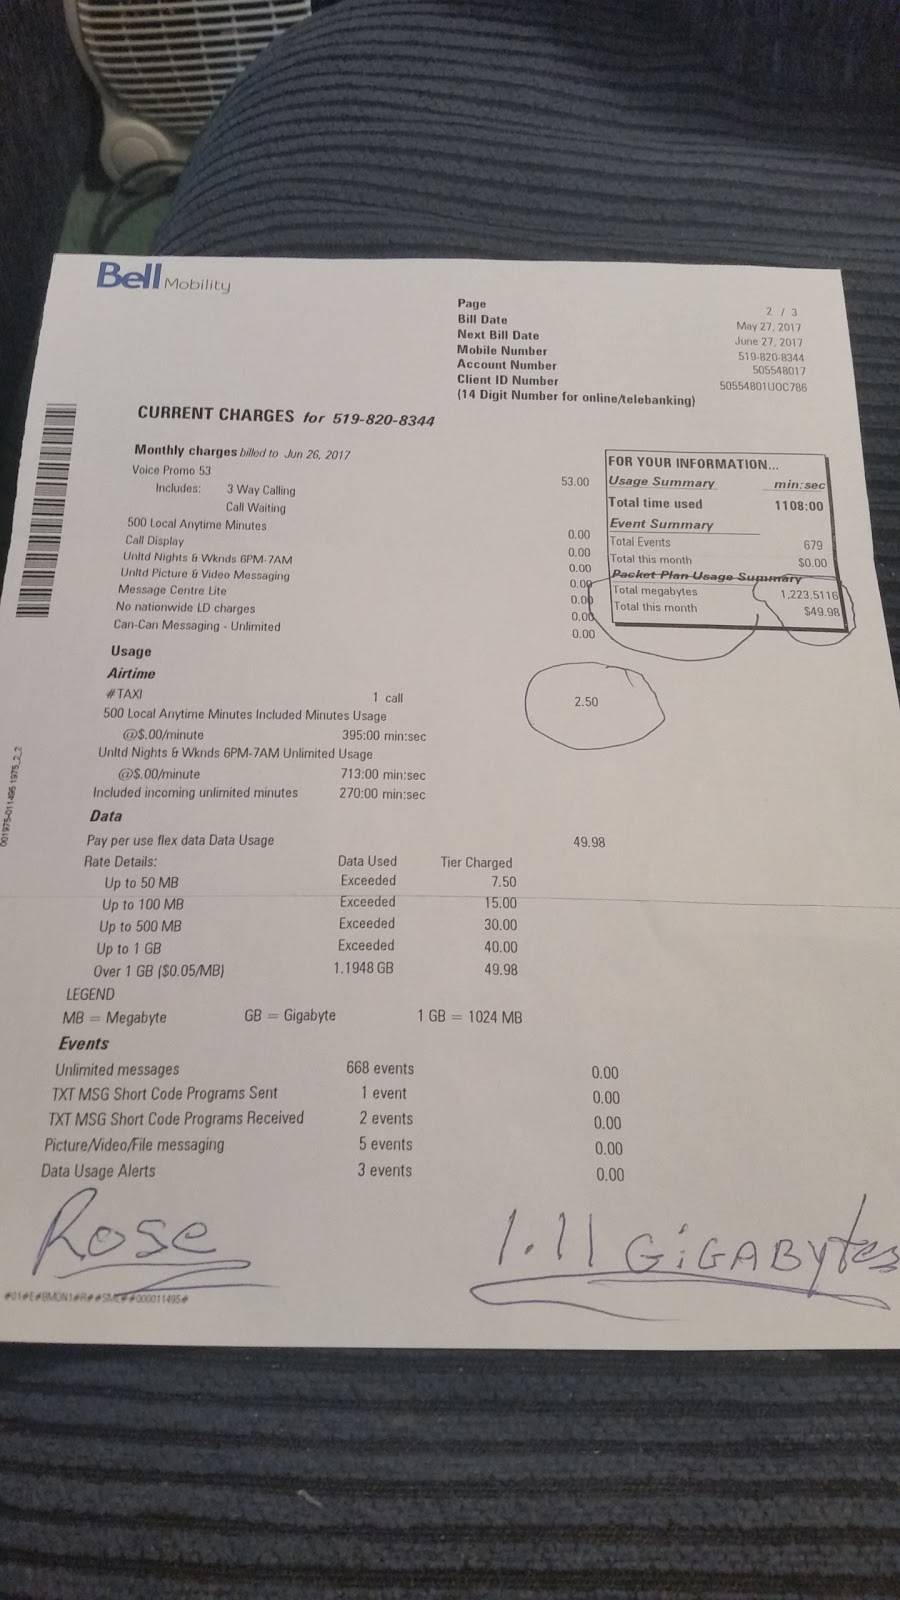 Bell Mobility
Page 2 / 3
Bill Date May 27, 2017
Next Bill Date June 27, 2017
Mobile Number 519-820-8344
Account Number 505548017
Client ID Number 50554801UOC786
(14 Digit Number for online/telebanking)
CURRENT CHARGES for 519-820-8344
Monthly charges billed to Jun 26, 2017
Voice Promo 53 53.00
Includes: 3 Way Calling
Call Waiting
500 Local Anytime Minutes 0.00
Call Display 0.00
Unltd Nights & Wknds 6PM-7AM 0.00
Unltd Picture & Video Messaging 0.00
Message Centre Lite 0.00
No nationwide LD charges 0.00
Can-Can Messaging - Unlimited 0.00
FOR YOUR INFORMATION...
Usage Summary min:sec
Total time used 1108:00
Event Summary
Total Events 679
Total this month $0.00
Packet Plan Usage Summary
Total megabytes 1,223.5116
Total this month $49.98
Usage
Airtime
#TAXI 1 call 2.50
500 Local Anytime Minutes Included Minutes Usage
@$.00/minute 395:00 min:sec
Unltd Nights & Wknds 6PM-7AM Unlimited Usage
@$.00/minute 713:00 min:sec
Included incoming unlimited minutes 270:00 min:sec
Data
Pay per use flex data Data Usage 49.98
Rate Details: Data Used Tier Charged
Up to 50 MB Exceeded 7.50
Up to 100 MB Exceeded 15.00
Up to 500 MB Exceeded 30.00
Up to 1 GB Exceeded 40.00
Over 1 GB ($0.05/MB) 1.1948 GB 49.98
LEGEND
MB = Megabyte GB = Gigabyte 1 GB = 1024 MB
Events
Unlimited messages 668 events 0.00
TXT MSG Short Code Programs Sent 1 event 0.00
TXT MSG Short Code Programs Received 2 events 0.00
Picture/Video/File messaging 5 events 0.00
Data Usage Alerts 3 events 0.00
Rose 1.11 GiGABytes
001975-011495 1975_2_2